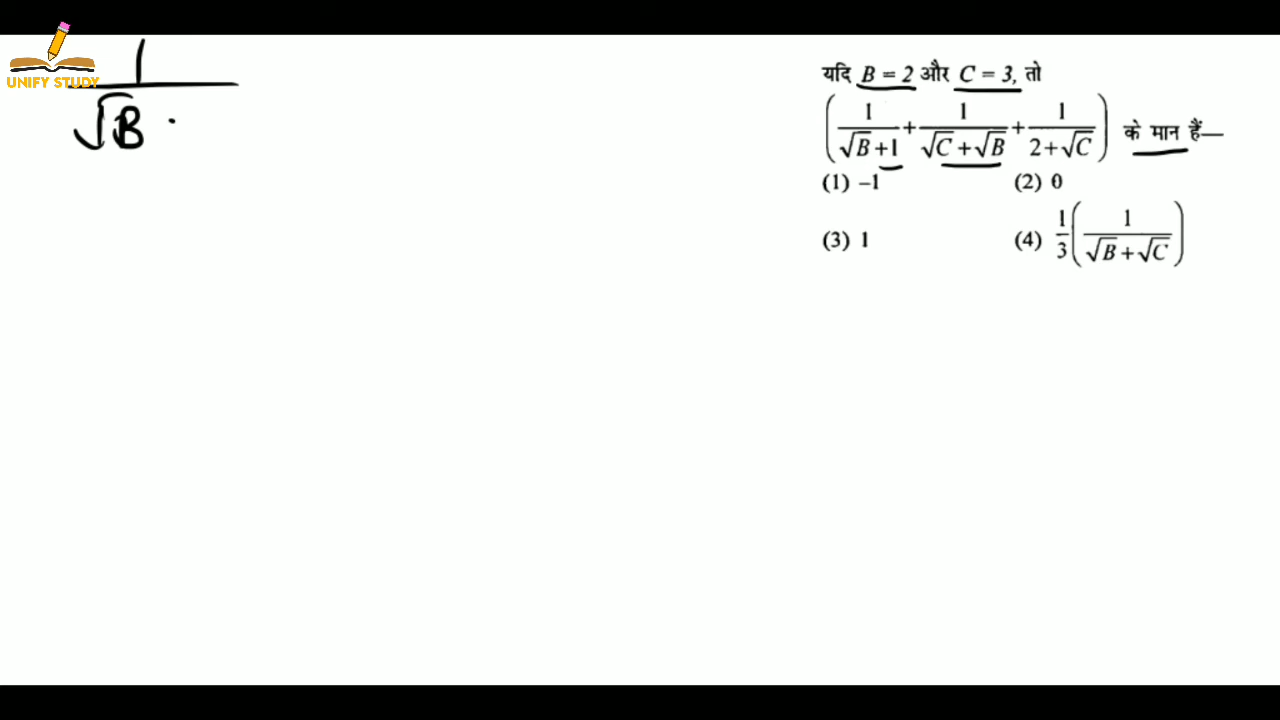 UNIFY STUDY
1
√B
यदि B = 2 और C = 3, तो
(1/(√B+1) + 1/(√C+√B) + 1/(2+√C)) के मान हैं—
(1) –1 (2) 0
(3) 1 (4) 1/3(1/(√B+√C))